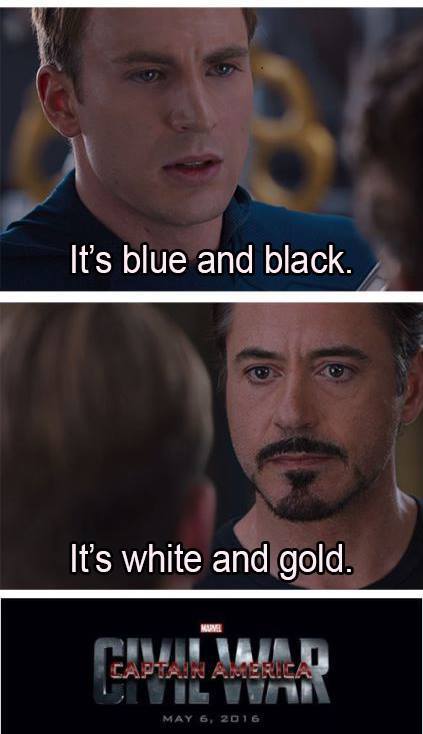 It’s blue and black.
It’s white and gold.
MARVEL
CIVIL WAR
CAPTAIN AMERICA
MAY 6, 2016